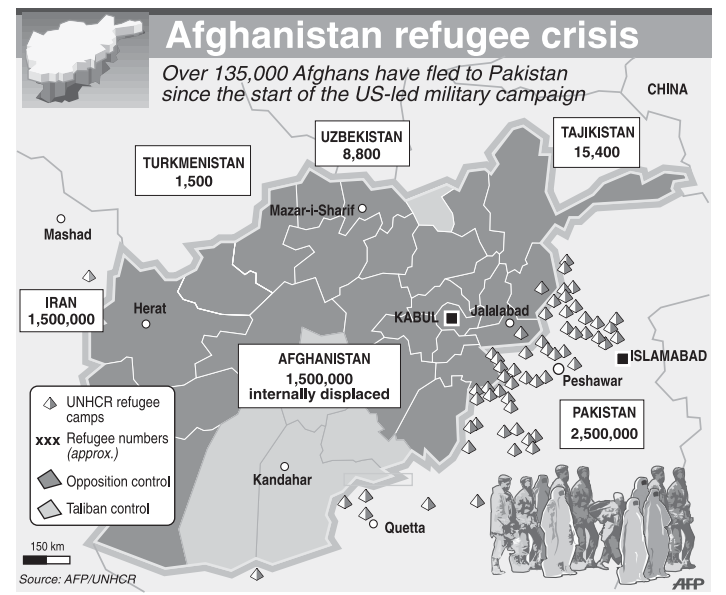 Afghanistan refugee crisis
Over 135,000 Afghans have fled to Pakistan
since the start of the US-led military campaign
CHINA
UZBEKISTAN
8,800
TAJIKISTAN
15,400
TURKMENISTAN
1,500
Mazar-i-Sharif
Mashad
IRAN
1,500,000
Herat
KABUL
Jalalabad
ISLAMABAD
AFGHANISTAN
1,500,000
internally displaced
Peshawar
PAKISTAN
2,500,000
UNHCR refugee
camps
xxx Refugee numbers
(approx.)
Opposition control
Taliban control
Kandahar
Quetta
150 km
Source: AFP/UNHCR
AFP